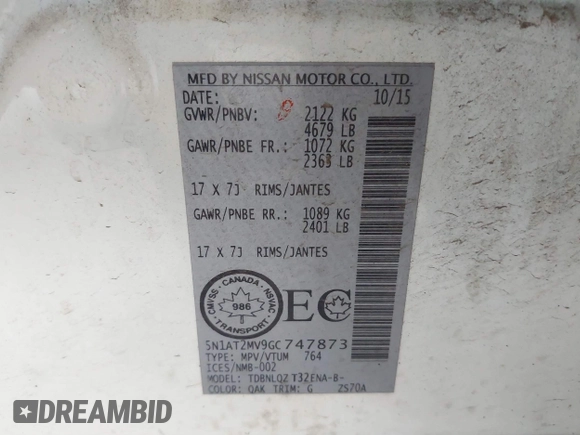 MFD BY NISSAN MOTOR CO., LTD.
DATE: 10/15
GVWR/PNBV: 2122 KG
4679 LB
GAWR/PNBE FR.: 1072 KG
2363 LB
17 X 7J RIMS/JANTES
GAWR/PNBE RR.: 1089 KG
2401 LB
17 X 7J RIMS/JANTES
CANADA
CMVSS NSVAC
986
TRANSPORT
EC
5N1AT2MV9GC747873
TYPE: MPV/VTUM 764
ICES/NMB-002
MODEL: TDBNLQZ T32ENA-B-
COLOR: QAK TRIM: G ZS70A
EPICVIN
GOAT.ORG